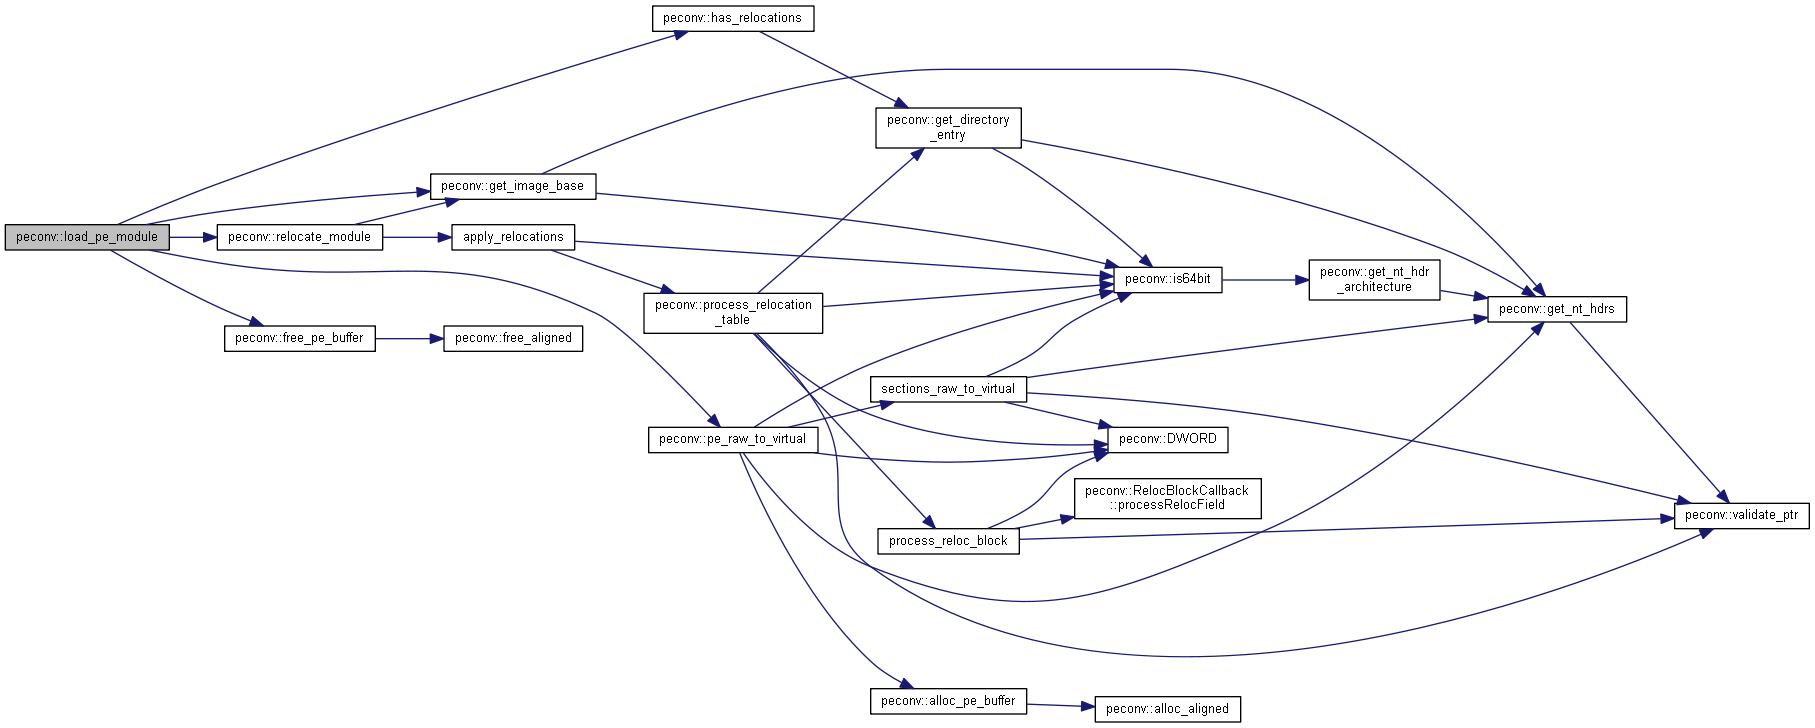 peconv::has_relocations
peconv::get_directory
_entry
peconv::get_image_base
peconv::load_pe_module
peconv::relocate_module
apply_relocations
peconv::is64bit
peconv::get_nt_hdr
_architecture
peconv::get_nt_hdrs
peconv::process_relocation
_table
peconv::free_pe_buffer
peconv::free_aligned
sections_raw_to_virtual
peconv::pe_raw_to_virtual
peconv::DWORD
peconv::RelocBlockCallback
::processRelocField
peconv::validate_ptr
process_reloc_block
peconv::alloc_pe_buffer
peconv::alloc_aligned